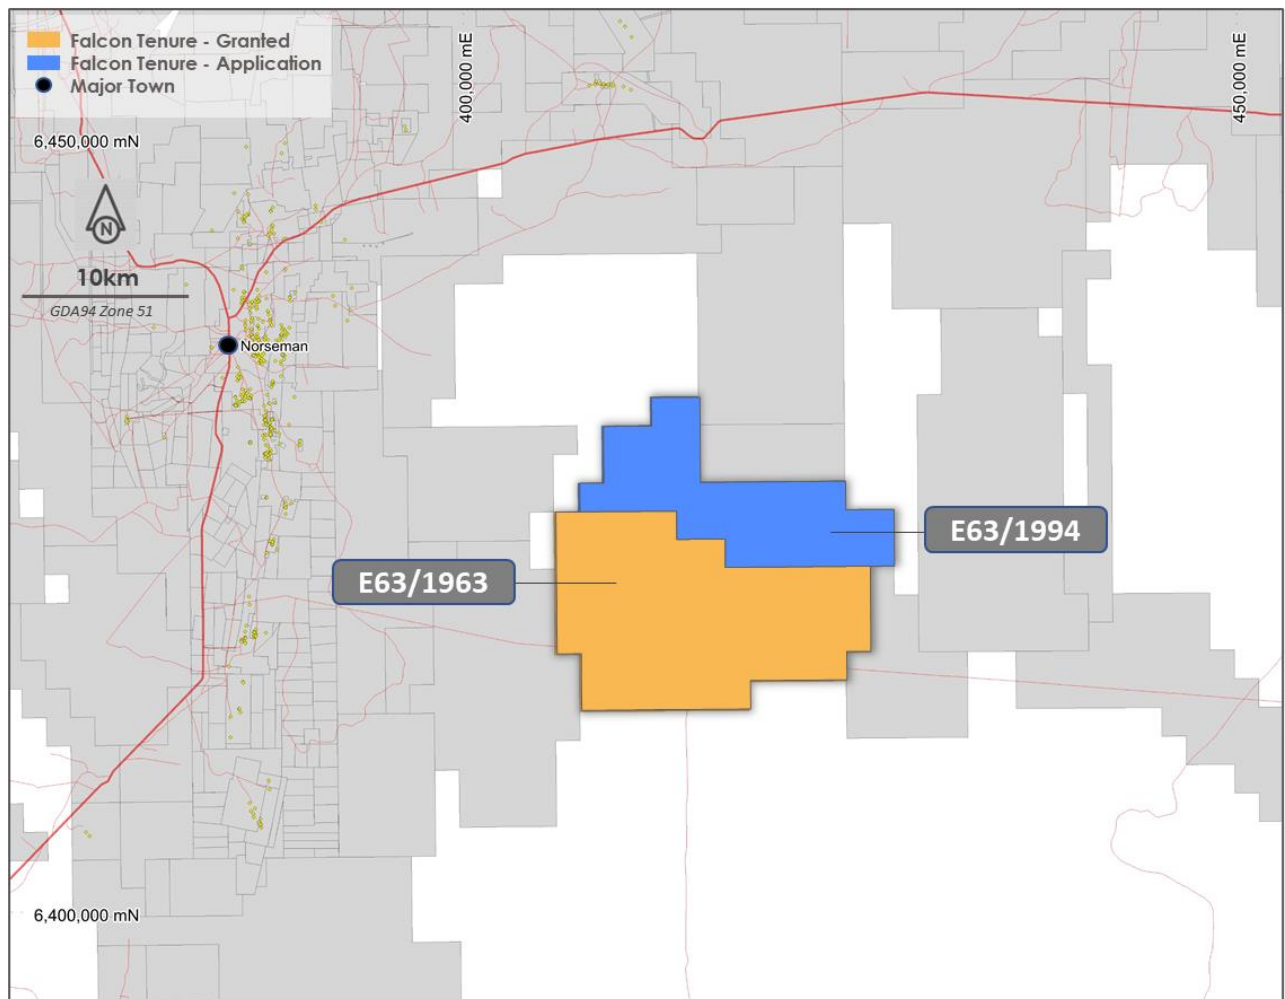 Falcon Tenure - Granted
Falcon Tenure - Application
Major Town
400,000 mE
450,000 mE
6,450,000 mN
N
10km
GDA94 Zone 51
Norseman
E63/1994
E63/1963
6,400,000 mN